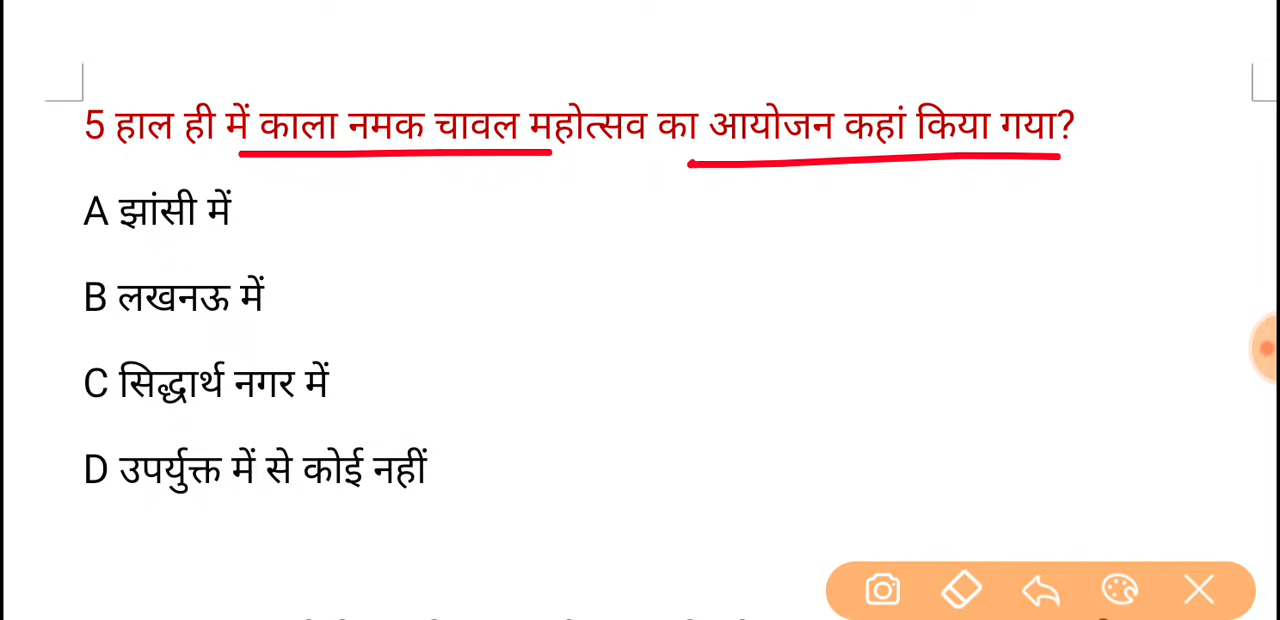 5 हाल ही में काला नमक चावल महोत्सव का आयोजन कहां किया गया?
A झांसी में
B लखनऊ में
C सिद्धार्थ नगर में
D उपर्युक्त में से कोई नहीं